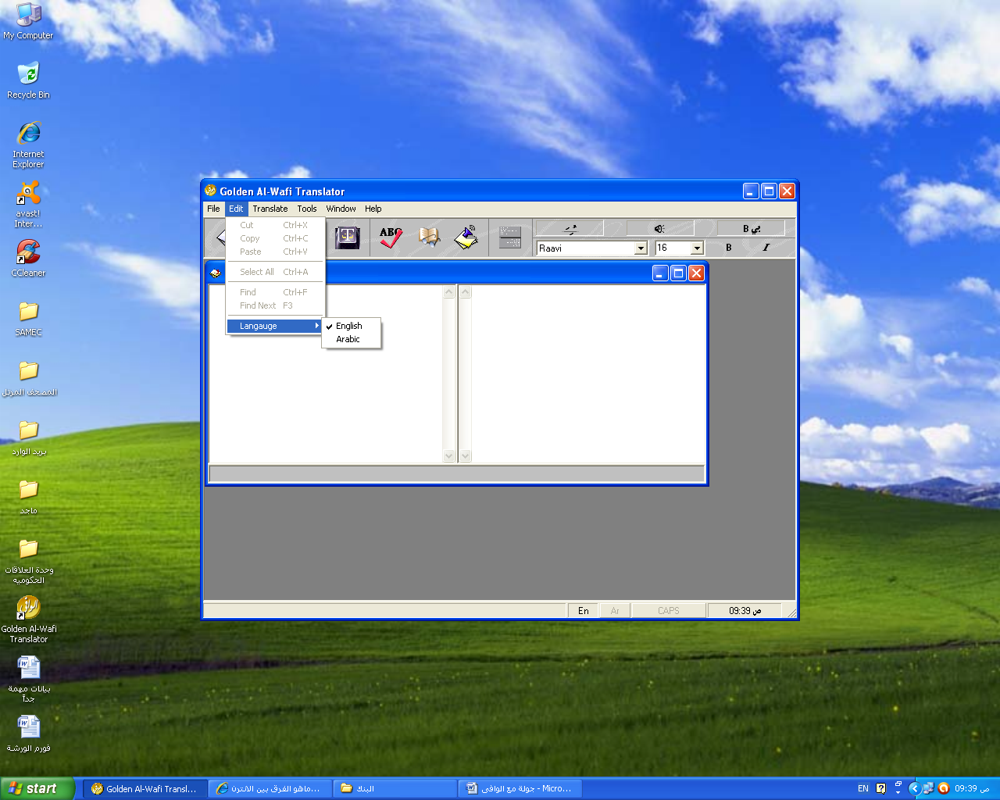 My Computer
Recycle Bin
Internet
Explorer
avast!
Inter...
CCleaner
SAMEC
المصحف المرتل
بريد الوارد
ماجد
وحدة العلاقات
الحكوميه
Golden Al-Wafi
Translator
بيانات مهمة
جداً
فورم الورشة
Golden Al-Wafi Translator
File Edit Translate Tools Window Help
Cut Ctrl+X
Copy Ctrl+C
Paste Ctrl+V
Select All Ctrl+A
Find Ctrl+F
Find Next F3
Langauge
English
Arabic
ABC
Raavi 16 B I
En Ar CAPS 09:39 ص
start
Golden Al-Wafi Transl...
ماهو الفرق بين الانترن...
البنك
جولة مع الوافي - Micro...
EN
09:39 ص